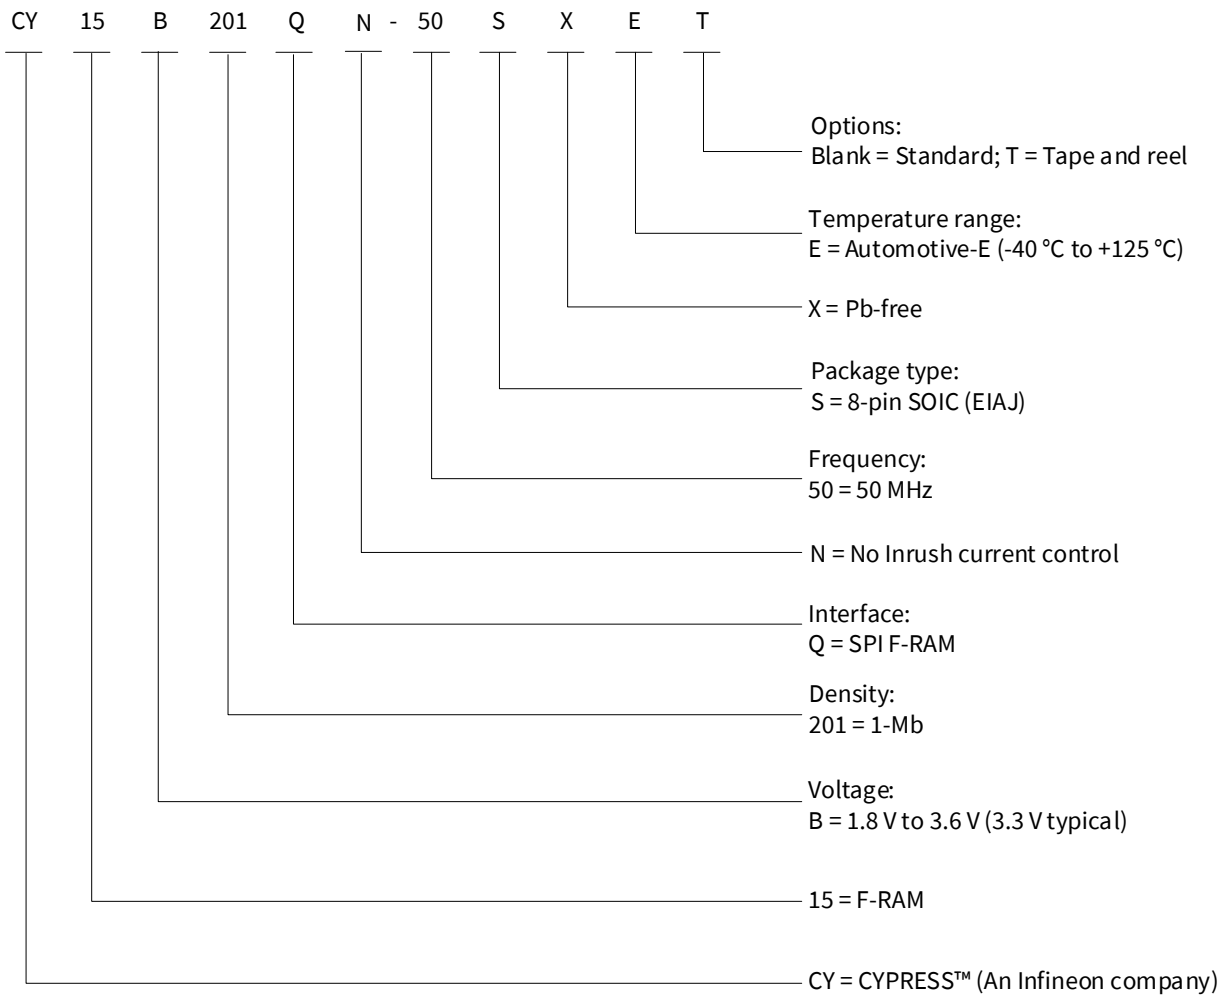 CY 15 B 201 Q N - 50 S X E T
Options:
Blank = Standard; T = Tape and reel
Temperature range:
E = Automotive-E (-40 °C to +125 °C)
X = Pb-free
Package type:
S = 8-pin SOIC (EIAJ)
Frequency:
50 = 50 MHz
N = No Inrush current control
Interface:
Q = SPI F-RAM
Density:
201 = 1-Mb
Voltage:
B = 1.8 V to 3.6 V (3.3 V typical)
15 = F-RAM
CY = CYPRESS™ (An Infineon company)